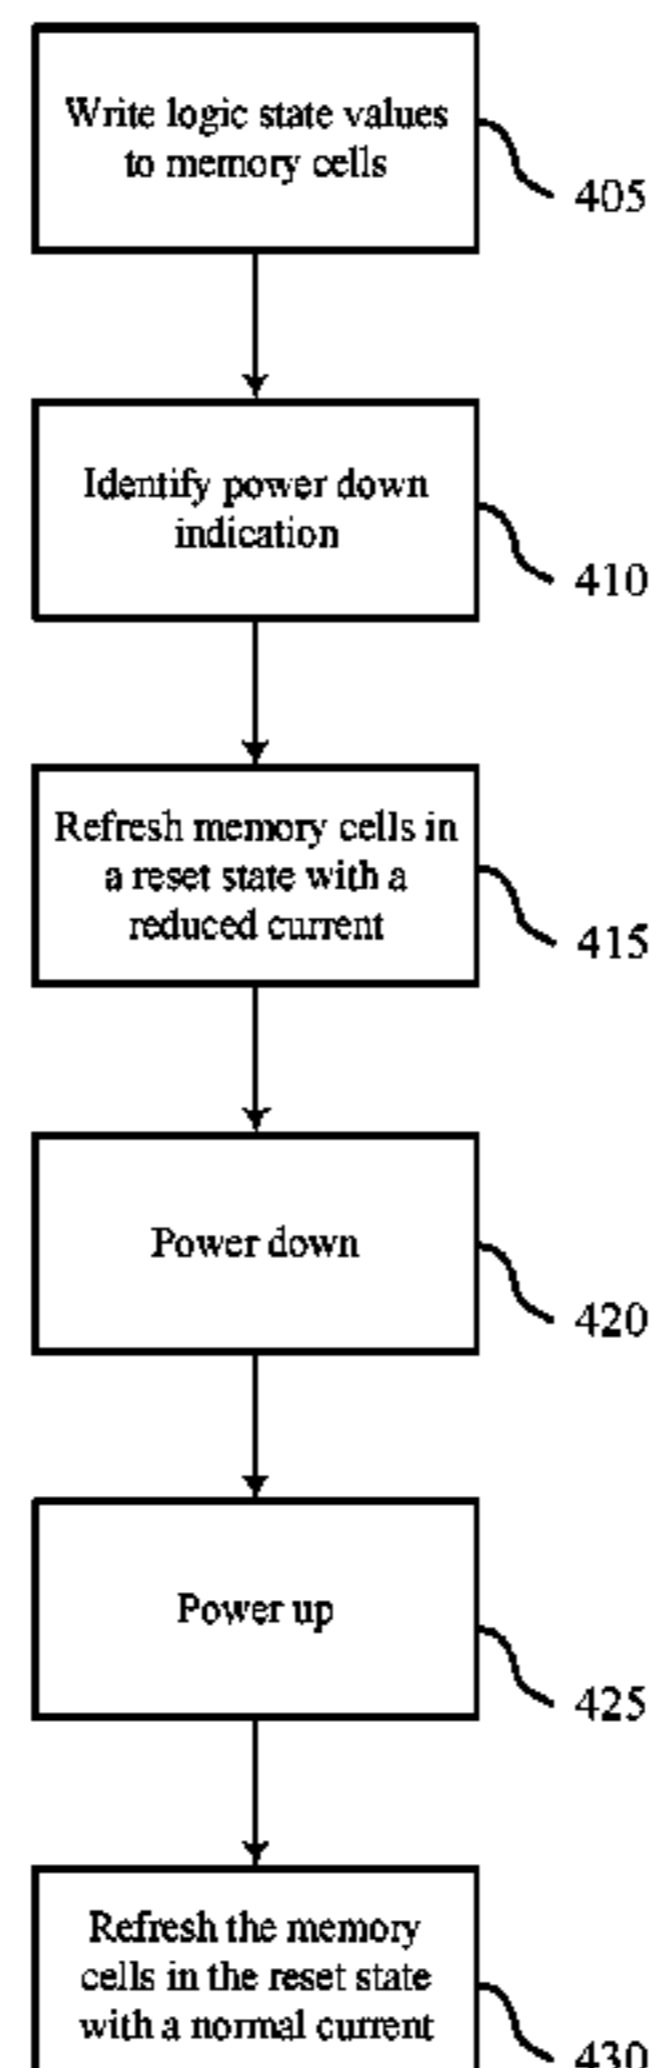 Write logic state values
to memory cells
405
Identify power down
indication
410
Refresh memory cells in
a reset state with a
reduced current
415
Power down
420
Power up
425
Refresh the memory
cells in the reset state
with a normal current
430